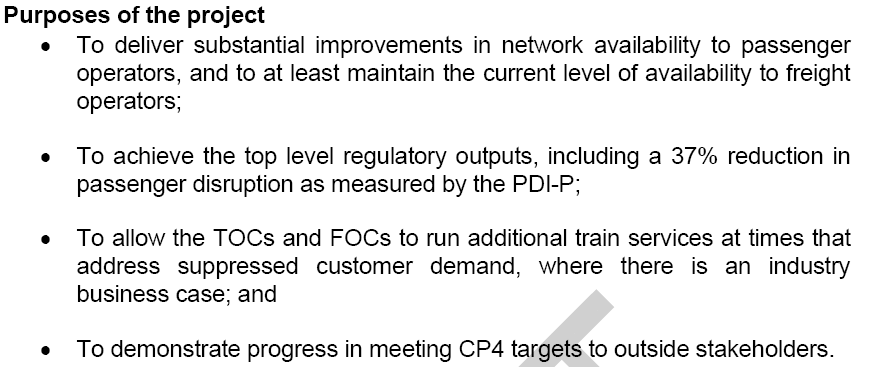 Purposes of the project
• To deliver substantial improvements in network availability to passenger
operators, and to at least maintain the current level of availability to freight
operators;
• To achieve the top level regulatory outputs, including a 37% reduction in
passenger disruption as measured by the PDI-P;
• To allow the TOCs and FOCs to run additional train services at times that
address suppressed customer demand, where there is an industry
business case; and
• To demonstrate progress in meeting CP4 targets to outside stakeholders.